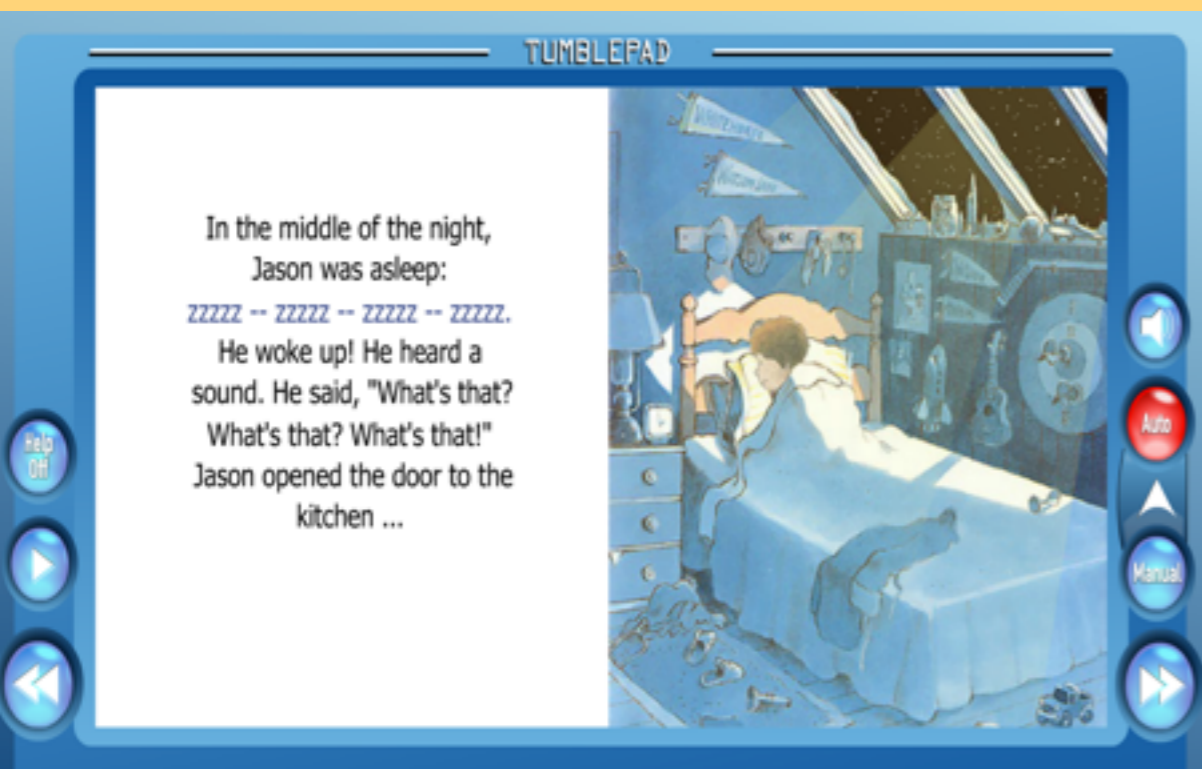 TUMBLEPAD
In the middle of the night,
Jason was asleep:
zzzzz -- zzzzz -- zzzzz -- zzzzz.
He woke up! He heard a
sound. He said, "What's that?
What's that? What's that!"
Jason opened the door to the
kitchen ...
Help
Off
Auto
Manual